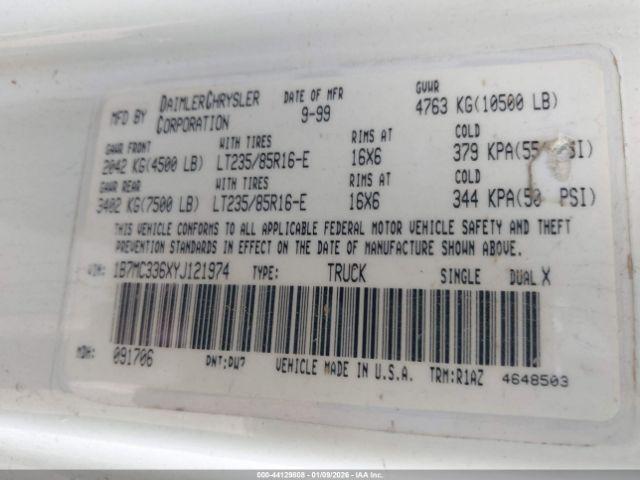 MFD BY DAIMLERCHRYSLER CORPORATION DATE OF MFR 9-99 GVWR 4763 KG(10500 LB)
GAWR FRONT WITH TIRES RIMS AT COLD
2042 KG(4500 LB) LT235/85R16-E 16X6 379 KPA(55 PSI)
GAWR REAR WITH TIRES RIMS AT COLD
3402 KG(7500 LB) LT235/85R16-E 16X6 344 KPA(50 PSI)
THIS VEHICLE CONFORMS TO ALL APPLICABLE FEDERAL MOTOR VEHICLE SAFETY AND THEFT
PREVENTION STANDARDS IN EFFECT ON THE DATE OF MANUFACTURE SHOWN ABOVE.
VIN: 1B7MC336XYJ121974 TYPE: TRUCK SINGLE DUAL X
MDH: 091706 PNT:PW7 VEHICLE MADE IN U.S.A. TRM:R1AZ 4648503
000-44129808 - 01/09/2026 - IAA, Inc. - Copyright